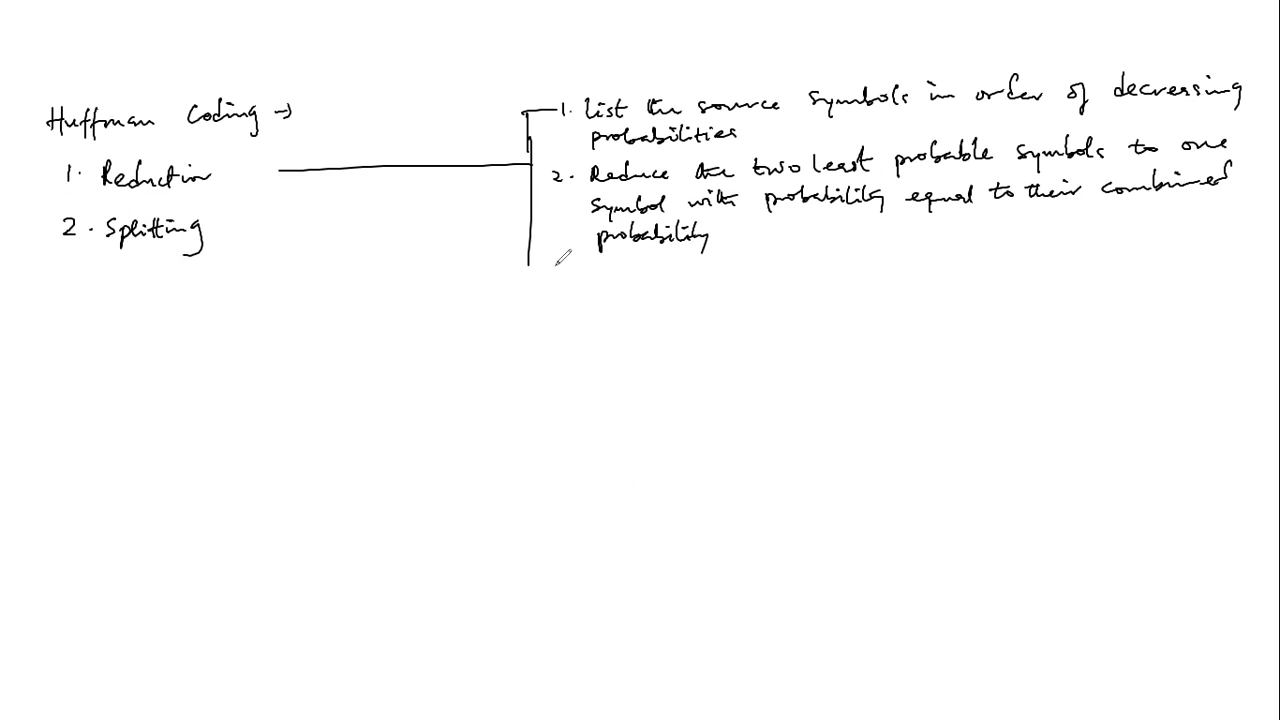 Huffman Coding →
1. Reduction
2. Splitting
1. List the source symbols in order of decreasing
probabilities
2. Reduce the two least probable symbols to one
symbol with probability equal to their combined
probability